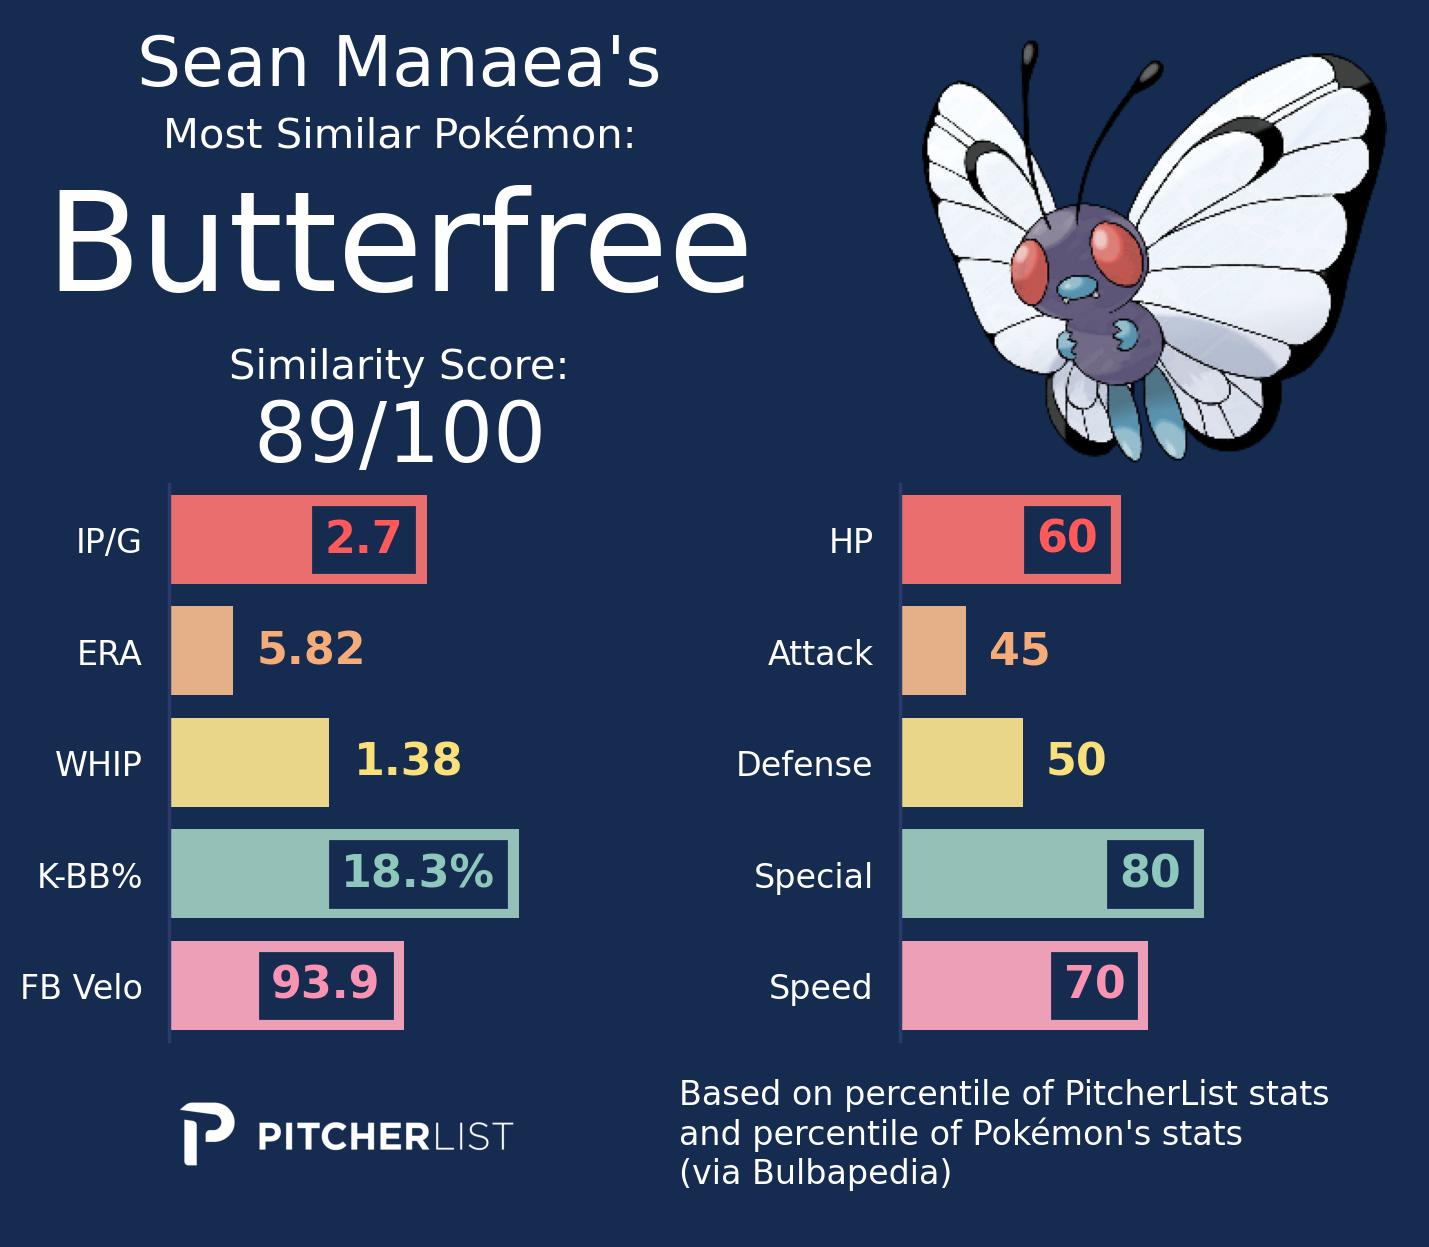 Sean Manaea's
Most Similar Pokémon:
Butterfree
Similarity Score:
89/100
IP/G 2.7
ERA 5.82
WHIP 1.38
K-BB% 18.3%
FB Velo 93.9
HP 60
Attack 45
Defense 50
Special 80
Speed 70
PITCHERLIST
Based on percentile of PitcherList stats
and percentile of Pokémon's stats
(via Bulbapedia)